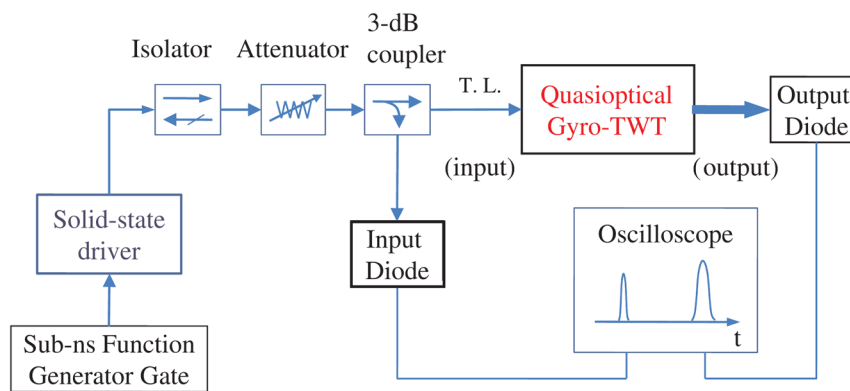 Isolator
Attenuator
3-dB
coupler
T. L.
Quasioptical
Gyro-TWT
Output
Diode
(input)
(output)
Solid-state
driver
Input
Diode
Oscilloscope
t
Sub-ns Function
Generator Gate